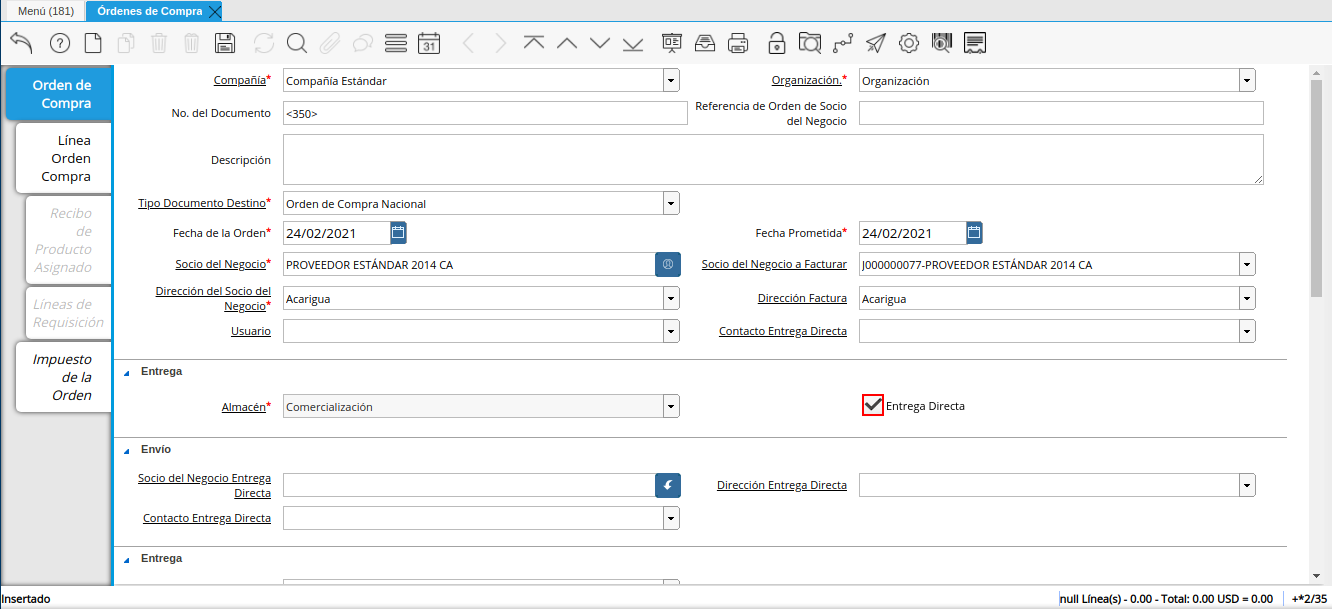 Menú (181)
Órdenes de Compra
31
Orden de
Compra
Línea
Orden
Compra
Recibo
de
Producto
Asignado
Líneas de
Requisición
Impuesto
de la
Orden
Compañía* Compañía Estándar
Organización.* Organización
No. del Documento <350>
Referencia de Orden de Socio
del Negocio
Descripción
Tipo Documento Destino* Orden de Compra Nacional
Fecha de la Orden* 24/02/2021
Fecha Prometida* 24/02/2021
Socio del Negocio* PROVEEDOR ESTÁNDAR 2014 CA
Socio del Negocio a Facturar J000000077-PROVEEDOR ESTÁNDAR 2014 CA
Dirección del Socio del
Negocio* Acarigua
Dirección Factura Acarigua
Usuario
Contacto Entrega Directa
Entrega
Almacén* Comercialización
Entrega Directa
Envío
Socio del Negocio Entrega
Directa
Dirección Entrega Directa
Contacto Entrega Directa
Entrega
Insertado
null Línea(s) - 0.00 - Total: 0.00 USD = 0.00
+*2/35